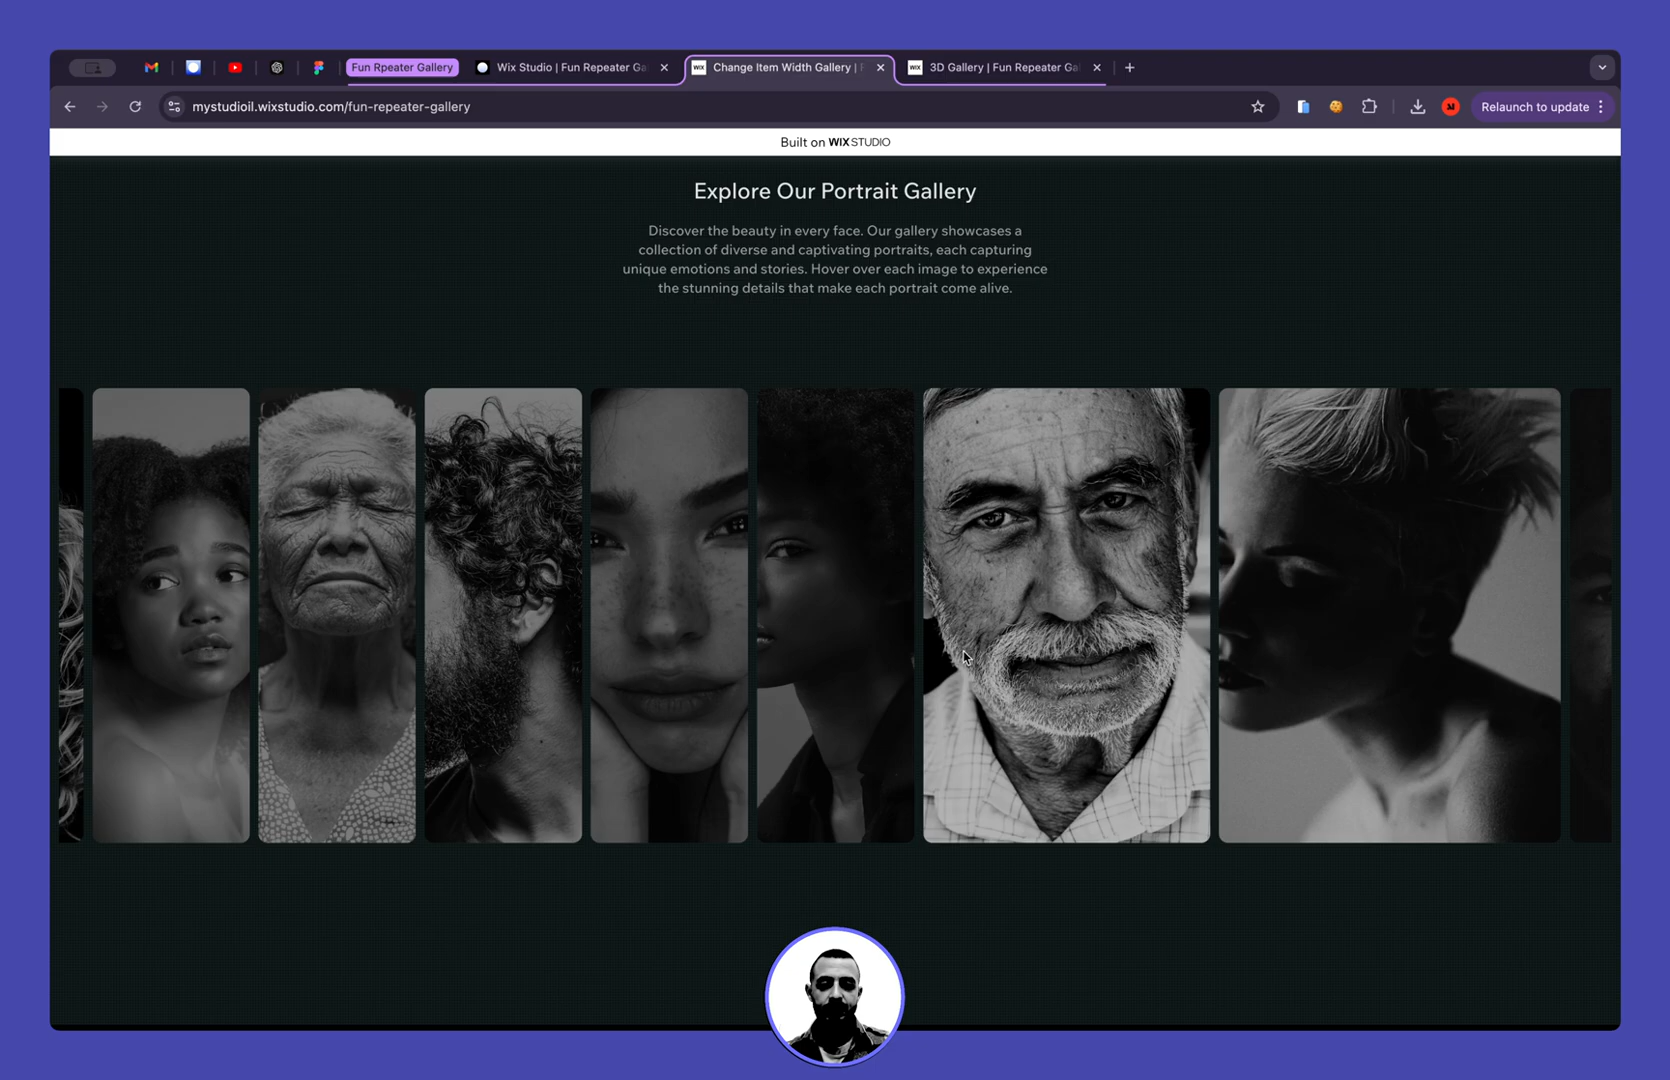 Fun Rpeater Gallery
Wix Studio | Fun Repeater Ga
WIX
Change Item Width Gallery |
WIX
3D Gallery | Fun Repeater Ga
mystudioil.wixstudio.com/fun-repeater-gallery
Relaunch to update
Built on WIX STUDIO
Explore Our Portrait Gallery
Discover the beauty in every face. Our gallery showcases a
collection of diverse and captivating portraits, each capturing
unique emotions and stories. Hover over each image to experience
the stunning details that make each portrait come alive.